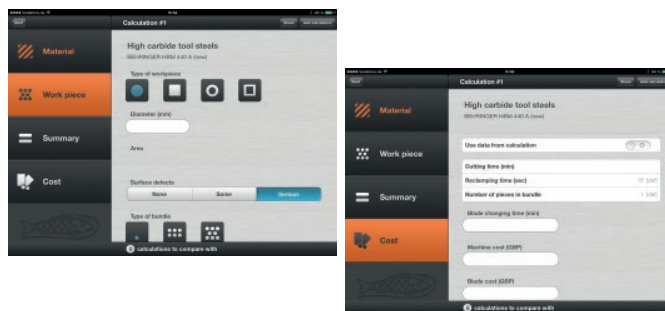 Calculation #1
Material
Work piece
Summary
Cost
High carbide tool steels
Type of workpiece
Diameter (mm)
Area
Surface defects
None Some Serious
Type of bundle
calculations to compare with
Calculation #1
Material
Work piece
Summary
Cost
High carbide tool steels
Use data from calculation
Cutting time (min)
Reclamping time (sec)
Number of pieces in bundle
Blade changing time (min)
Machine cost (GBP)
Blade cost (GBP)
calculations to compare with